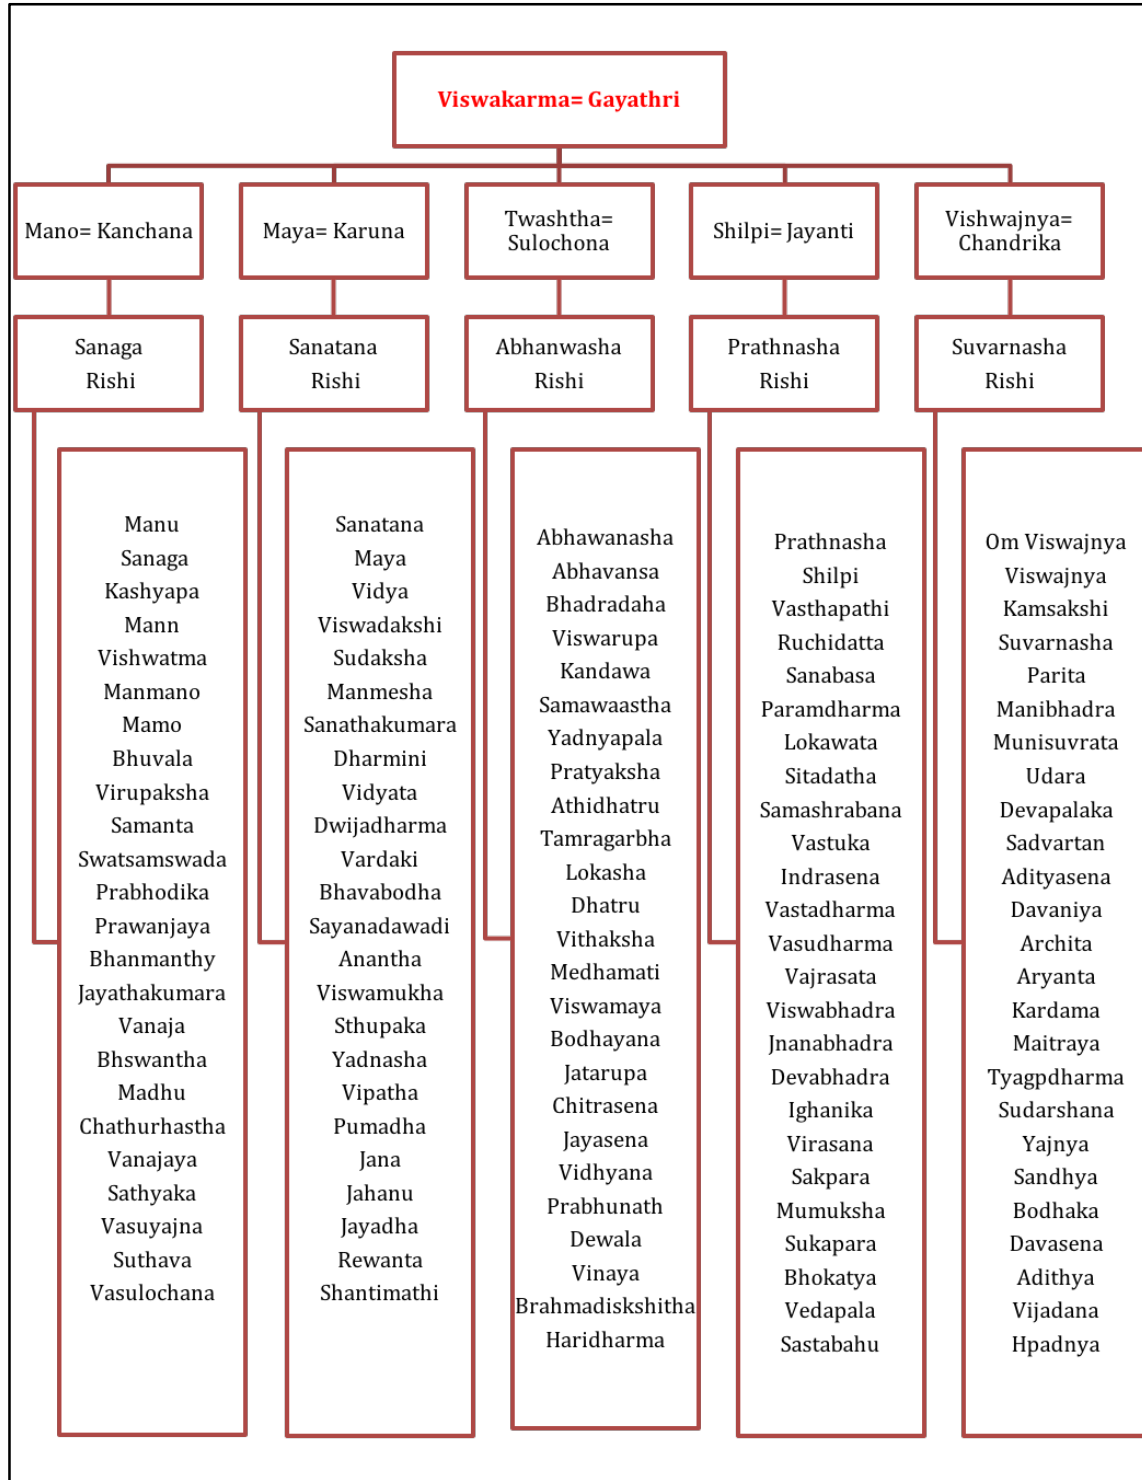 Viswakarma= Gayathri
Mano= Kanchana
Maya= Karuna
Twashtha=
Sulochona
Shilpi= Jayanti
Vishwajnya=
Chandrika
Sanaga
Rishi
Sanatana
Rishi
Abhanwasha
Rishi
Prathnasha
Rishi
Suvarnasha
Rishi
Manu
Sanaga
Kashyapa
Mann
Vishwatma
Manmano
Mamo
Bhuvala
Virupaksha
Samanta
Swatsamswada
Prabhodika
Prawanjaya
Bhanmanthy
Jayathakumara
Vanaja
Bhswantha
Madhu
Chathurhastha
Vanajaya
Sathyaka
Vasuyajna
Suthava
Vasulochana
Sanatana
Maya
Vidya
Viswadakshi
Sudaksha
Manmesha
Sanathakumara
Dharmini
Vidyata
Dwijadharma
Vardaki
Bhavabodha
Sayanadawadi
Anantha
Viswamukha
Sthupaka
Yadnasha
Vipatha
Pumadha
Jana
Jahanu
Jayadha
Rewanta
Shantimathi
Abhawanasha
Abhavansa
Bhadradaha
Viswarupa
Kandawa
Samawaastha
Yadnyapala
Pratyaksha
Athidhatru
Tamragarbha
Lokasha
Dhatru
Vithaksha
Medhamati
Viswamaya
Bodhayana
Jatarupa
Chitrasena
Jayasena
Vidhyana
Prabhunath
Dewala
Vinaya
Brahmadiskshitha
Haridharma
Prathnasha
Shilpi
Vasthapathi
Ruchidatta
Sanabasa
Paramdharma
Lokawata
Sitadatha
Samashrabana
Vastuka
Indrasena
Vastadharma
Vasudharma
Vajrasata
Viswabhadra
Jnanabhadra
Devabhadra
Ighanika
Virasana
Sakpara
Mumuksha
Sukapara
Bhokatya
Vedapala
Sastabahu
Om Viswajnya
Viswajnya
Kamsakshi
Suvarnasha
Parita
Manibhadra
Munisuvrata
Udara
Devapalaka
Sadvartan
Adityasena
Davaniya
Archita
Aryanta
Kardama
Maitraya
Tyagpdharma
Sudarshana
Yajnya
Sandhya
Bodhaka
Davasena
Adithya
Vijadana
Hpadnya